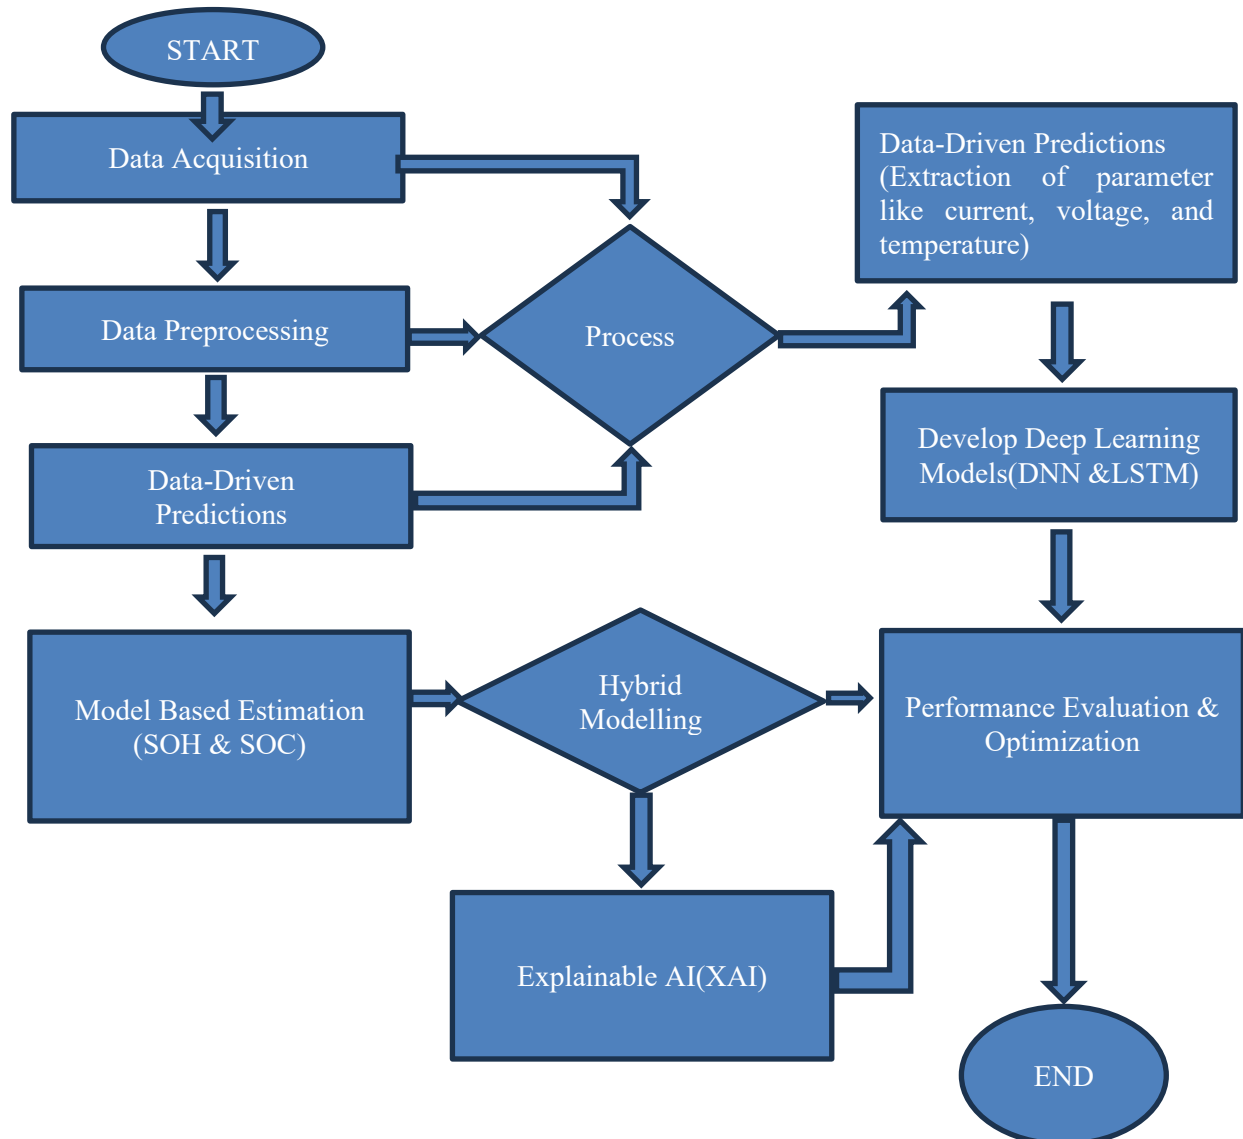 START
Data Acquisition
Data Preprocessing
Data-Driven
Predictions
Model Based Estimation
(SOH & SOC)
Process
Hybrid
Modelling
Explainable AI(XAI)
Data-Driven Predictions
(Extraction of parameter
like current, voltage, and
temperature)
Develop Deep Learning
Models(DNN &LSTM)
Performance Evaluation &
Optimization
END